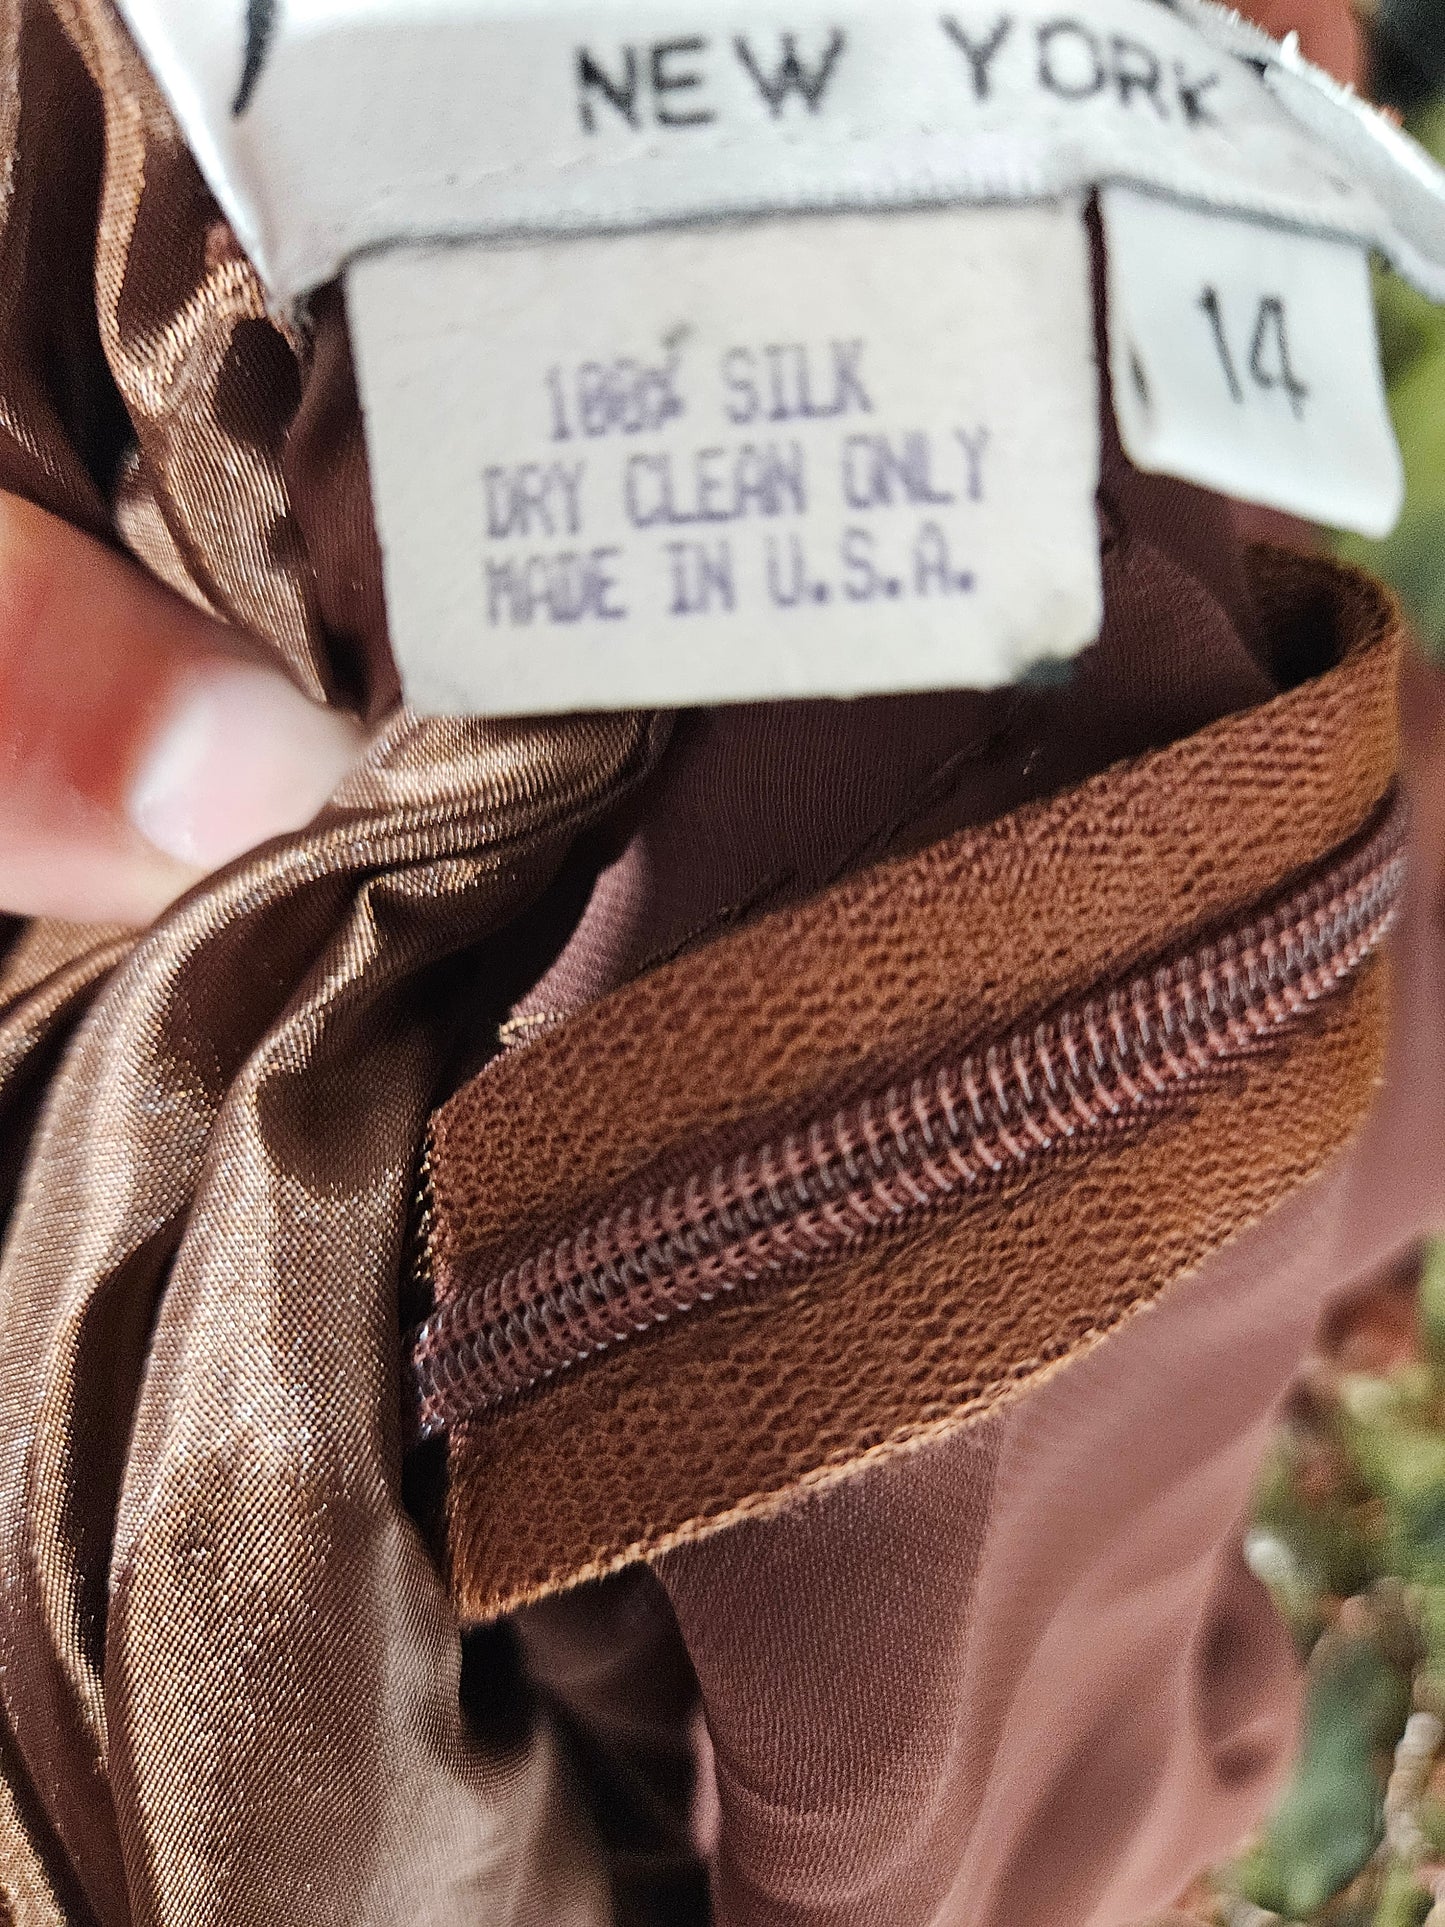 NEW YORK
100% SILK
DRY CLEAN ONLY
MADE IN U.S.A.
14